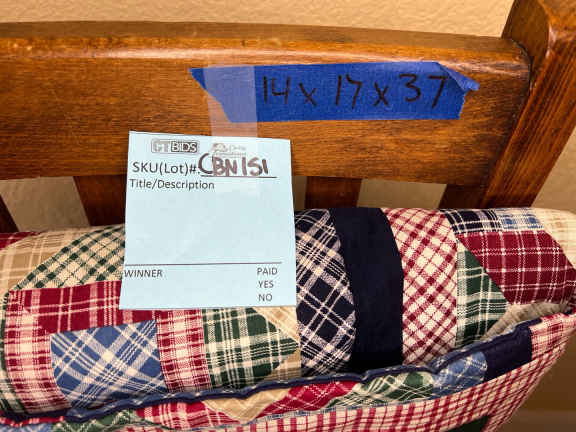 14 x 17 x 37
CTBIDS
SKU(Lot)#: CBN151
Title/Description
WINNER PAID
YES
NO